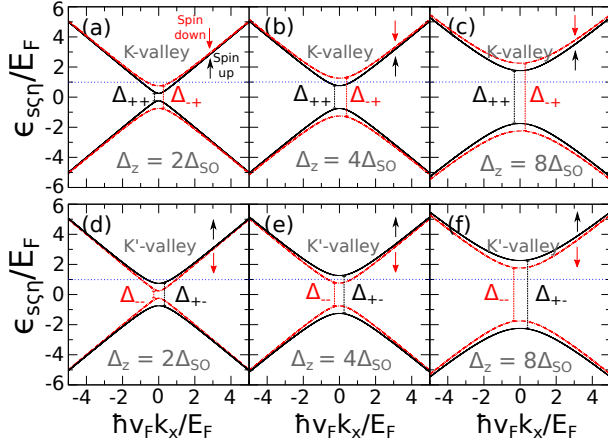 (a) (b) (c)
Spin down
K-valley K-valley K-valley
Spin up
Δ₊₊ Δ₋₊ Δ₊₊ Δ₋₊ Δ₊₊ Δ₋₊
Δz = 2ΔSO Δz = 4ΔSO Δz = 8ΔSO
ϵsςη/EF
6
4
2
0
-2
-4
-6
(d) (e) (f)
K'-valley K'-valley K'-valley
Δ₋₋ Δ₊₋ Δ₋₋ Δ₊₋ Δ₋₋ Δ₊₋
Δz = 2ΔSO Δz = 4ΔSO Δz = 8ΔSO
ϵsςη/EF
6
4
2
0
-2
-4
-6
-4 -2 0 2 4 -4 -2 0 2 4 -4 -2 0 2 4
ħvFkx/EF ħvFkx/EF ħvFkx/EF